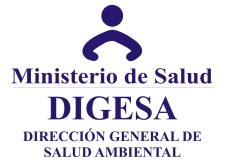 Ministerio de Salud
DIGESA
DIRECCIÓN GENERAL DE
SALUD AMBIENTAL